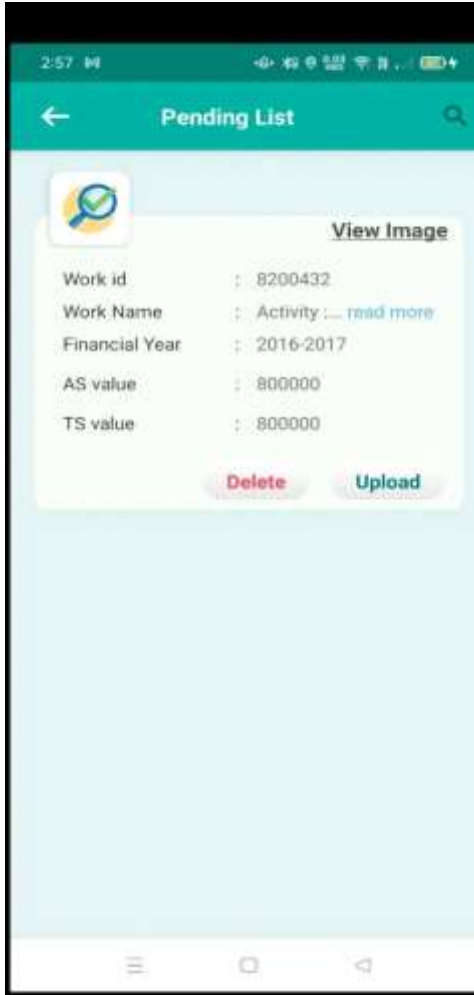 2:57
Pending List
View Image
Work id : 8200432
Work Name : Activity :... read more
Financial Year : 2016-2017
AS value : 800000
TS value : 800000
Delete Upload